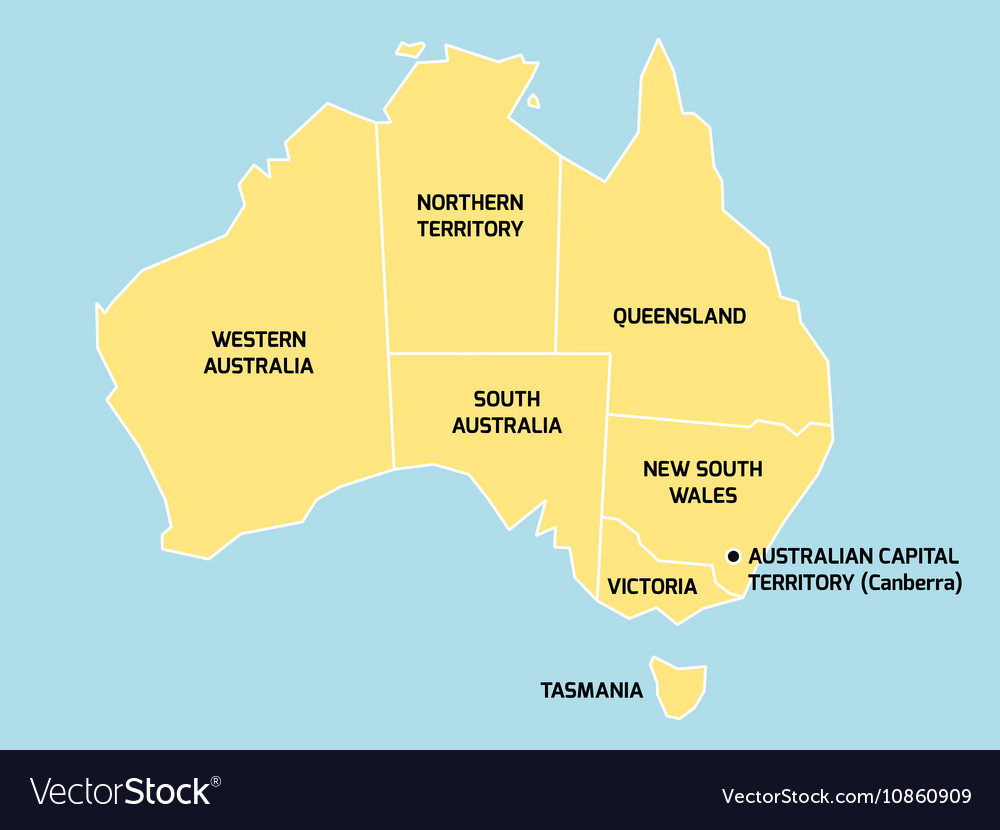 NORTHERN
TERRITORY
QUEENSLAND
WESTERN
AUSTRALIA
SOUTH
AUSTRALIA
NEW SOUTH
WALES
AUSTRALIAN CAPITAL
TERRITORY (Canberra)
VICTORIA
TASMANIA
VectorStock®
VectorStock.com/10860909